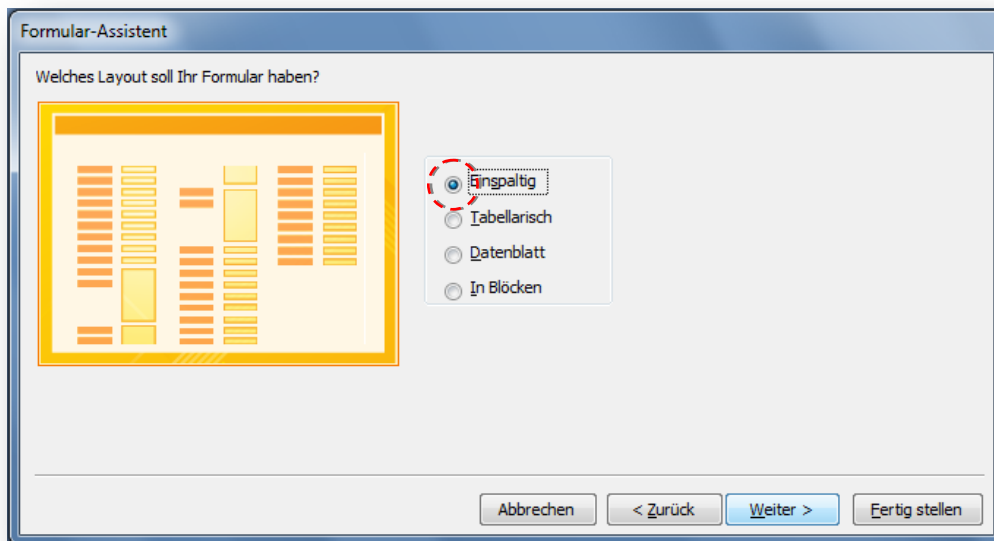 Formular-Assistent
Welches Layout soll Ihr Formular haben?
Einspaltig
Tabellarisch
Datenblatt
In Blöcken
Abbrechen
< Zurück
Weiter >
Fertig stellen